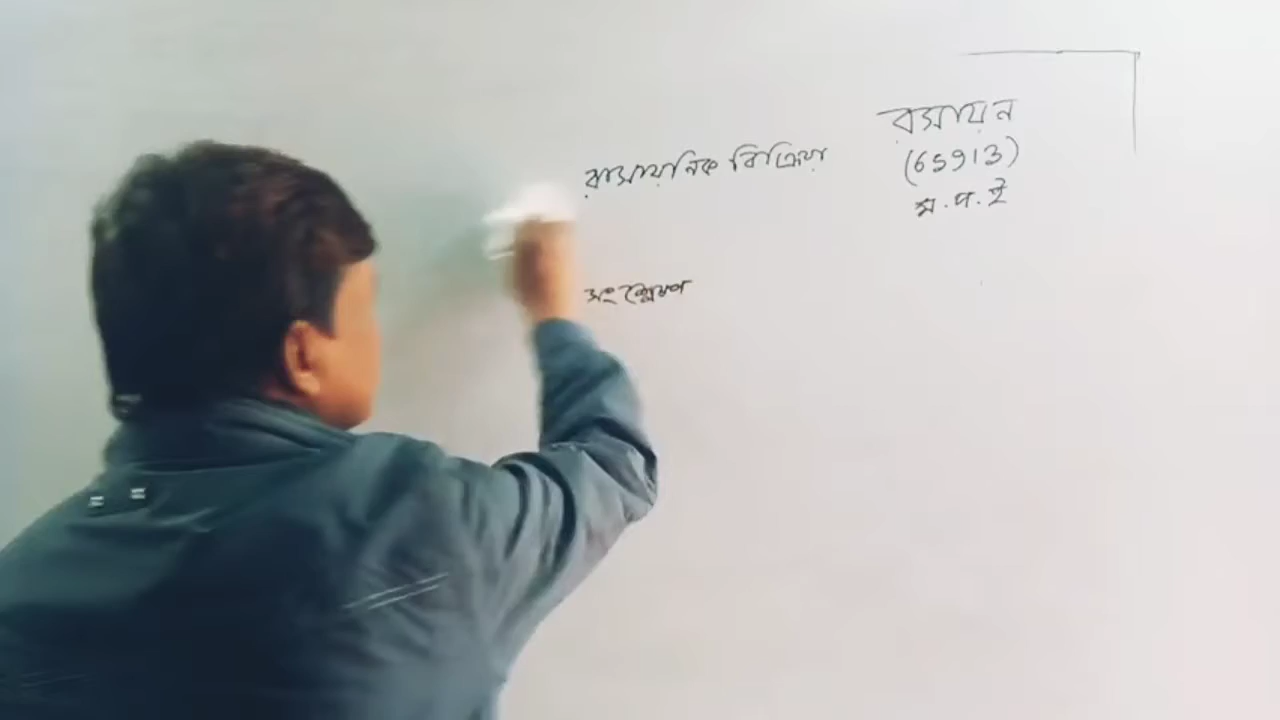 রসায়ন
(65913)
ম.প.ই
রাসায়নিক বিক্রিয়া
সংশ্লেষণ